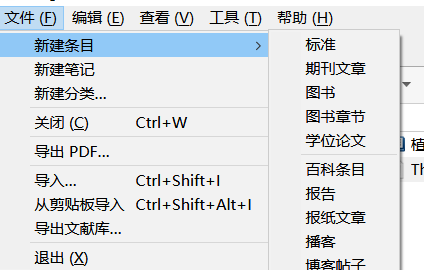 文件 (F) 编辑 (E) 查看 (V) 工具 (T) 帮助 (H)
新建条目
新建笔记
新建分类...
关闭 (C) Ctrl+W
导出 PDF...
导入... Ctrl+Shift+I
从剪贴板导入 Ctrl+Shift+Alt+I
导出文献库...
退出 (X)
标准
期刊文章
图书
图书章节
学位论文
百科条目
报告
报纸文章
播客
博客帖子
植
Th